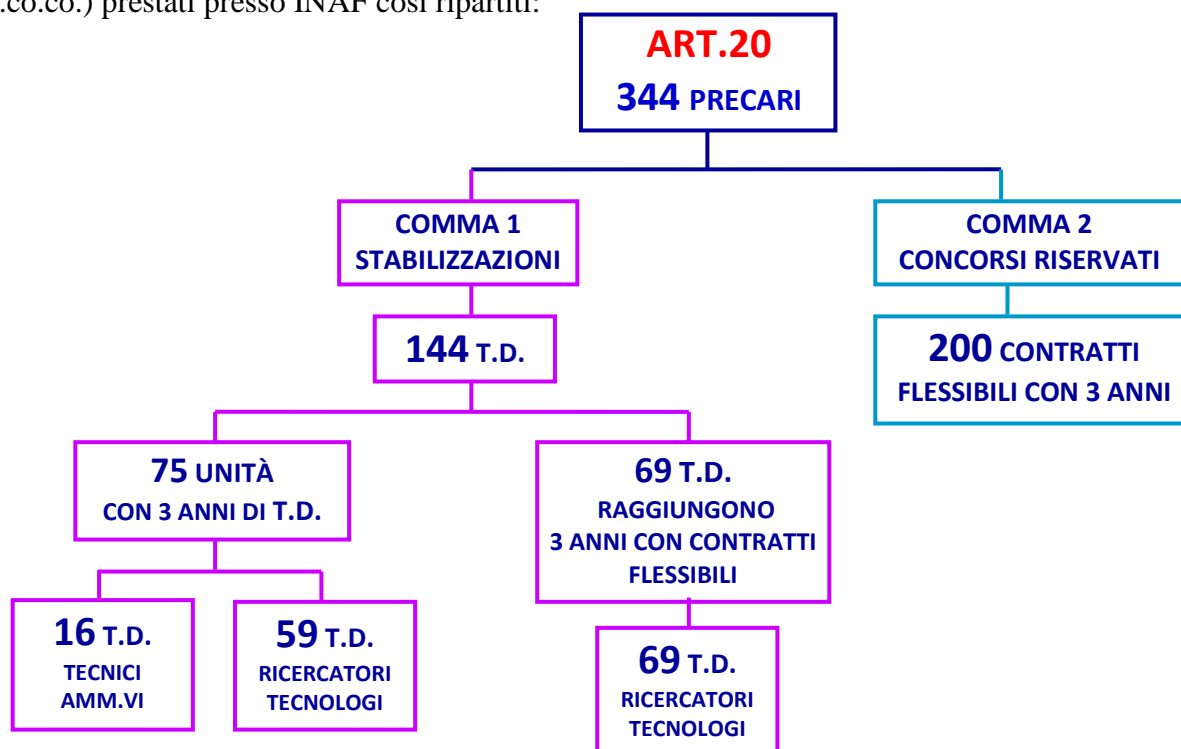 .co.co.) prestati presso INAF così ripartiti:
ART.20
344 PRECARI
COMMA 1
STABILIZZAZIONI
COMMA 2
CONCORSI RISERVATI
144 T.D.
200 CONTRATTI
FLESSIBILI CON 3 ANNI
75 UNITÀ
CON 3 ANNI DI T.D.
69 T.D.
RAGGIUNGONO
3 ANNI CON CONTRATTI
FLESSIBILI
16 T.D.
TECNICI
AMM.VI
59 T.D.
RICERCATORI
TECNOLOGI
69 T.D.
RICERCATORI
TECNOLOGI